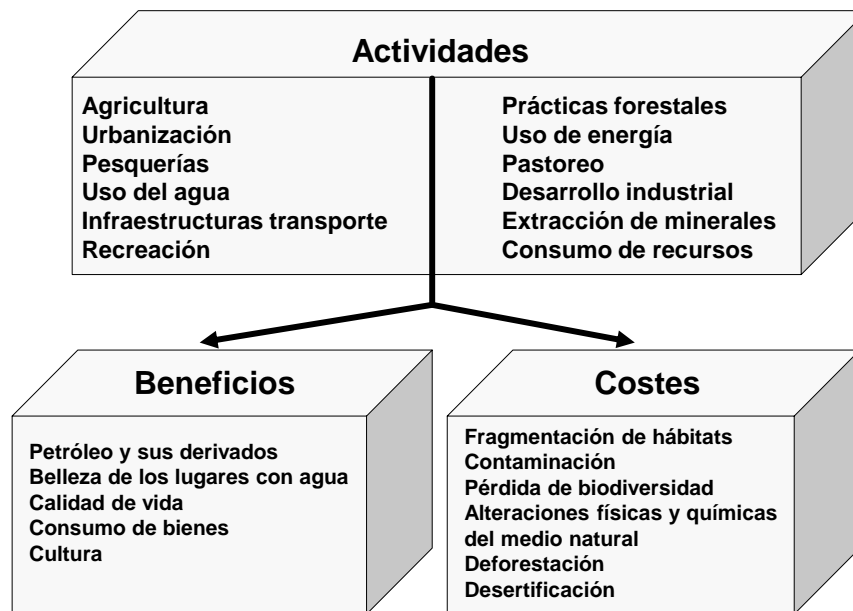 Actividades
Agricultura
Urbanización
Pesquerías
Uso del agua
Infraestructuras transporte
Recreación
Prácticas forestales
Uso de energía
Pastoreo
Desarrollo industrial
Extracción de minerales
Consumo de recursos
Beneficios
Petróleo y sus derivados
Belleza de los lugares con agua
Calidad de vida
Consumo de bienes
Cultura
Costes
Fragmentación de hábitats
Contaminación
Pérdida de biodiversidad
Alteraciones físicas y químicas
del medio natural
Deforestación
Desertificación